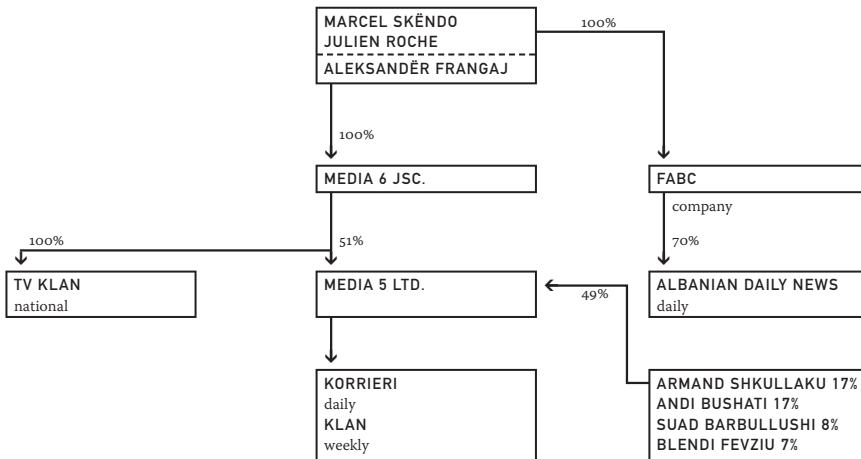 MARCEL SKËNDO
JULIEN ROCHE
ALEKSANDËR FRANGAJ
100%
100%
MEDIA 6 JSC.
FABC
company
100%
51%
70%
TV KLAN
national
MEDIA 5 LTD.
49%
ALBANIAN DAILY NEWS
daily
KORRIERI
daily
KLAN
weekly
ARMAND SHKULLAKU 17%
ANDI BUSHATI 17%
SUAD BARBULLUSHI 8%
BLENDI FEVZIU 7%